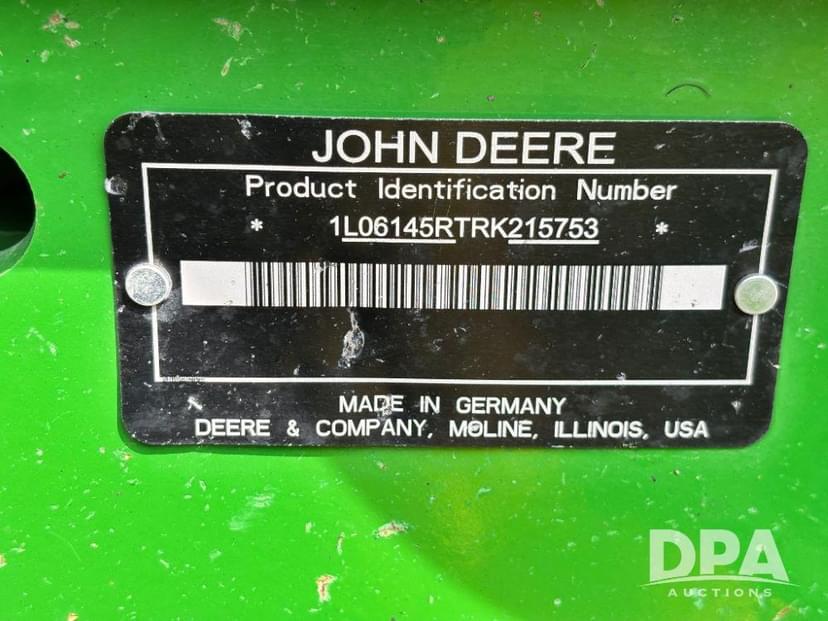 JOHN DEERE
Product Identification Number
* 1L06145RTRK215753 *
MADE IN GERMANY
DEERE & COMPANY, MOLINE, ILLINOIS, USA
DPA
AUCTIONS